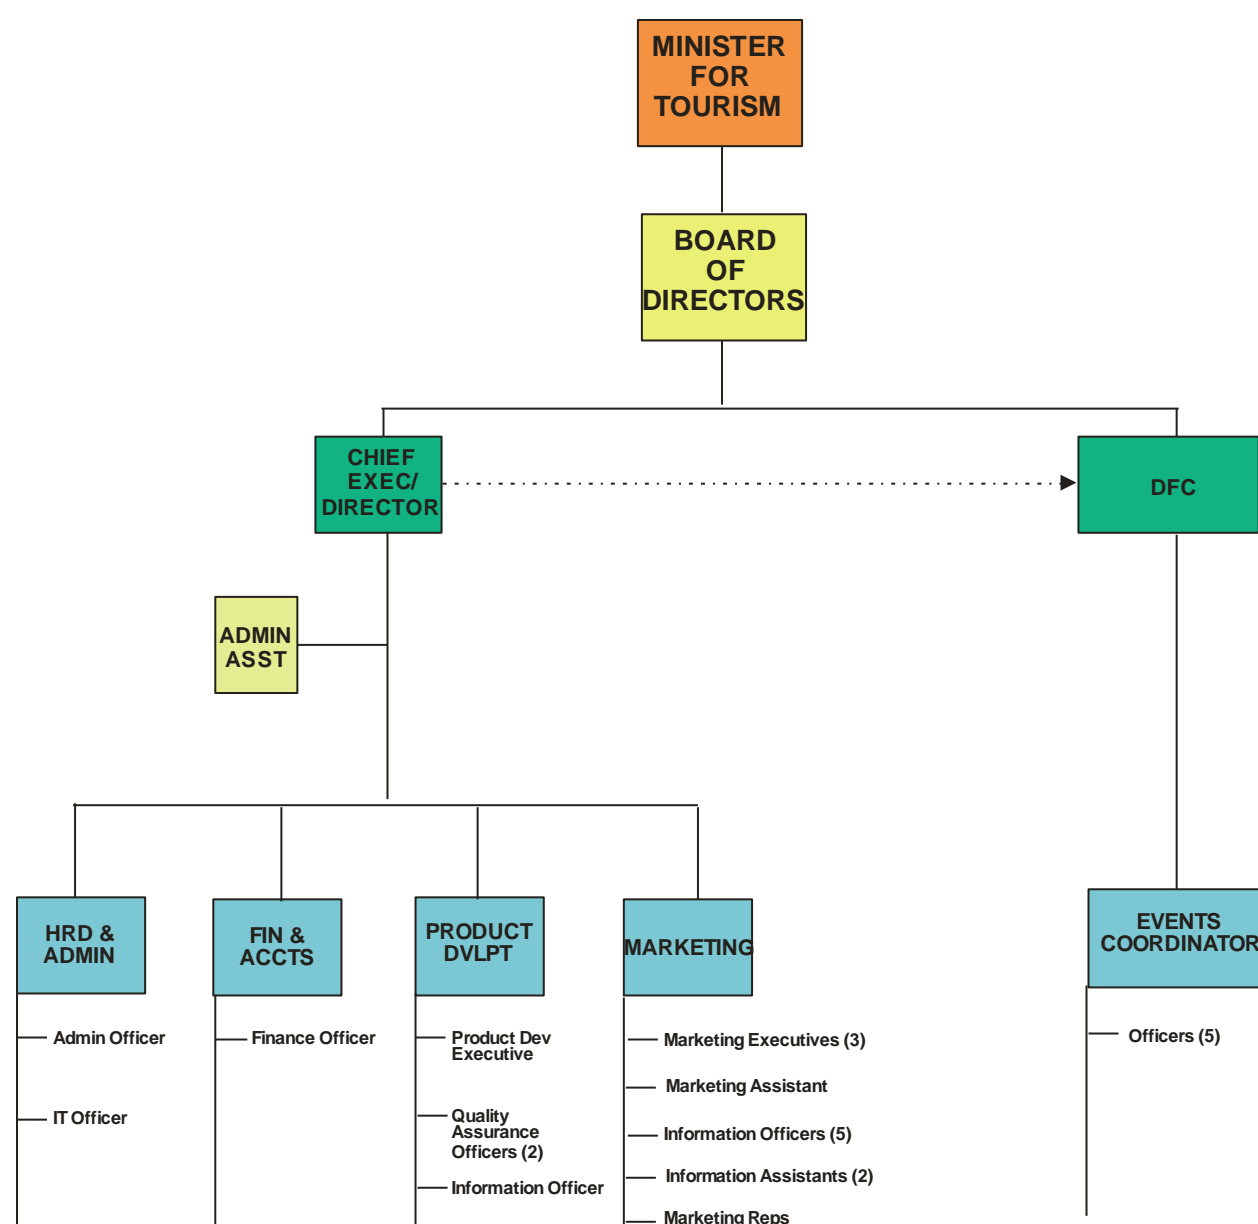 MINISTER
FOR
TOURISM
BOARD
OF
DIRECTORS
CHIEF
EXEC/
DIRECTOR
DFC
ADMIN
ASST
HRD &
ADMIN
FIN &
ACCTS
PRODUCT
DVLPT
MARKETING
EVENTS
COORDINATOR
Admin Officer
IT Officer
Finance Officer
Product Dev
Executive
Quality
Assurance
Officers (2)
Information Officer
Marketing Executives (3)
Marketing Assistant
Information Officers (5)
Information Assistants (2)
Marketing Reps
Officers (5)